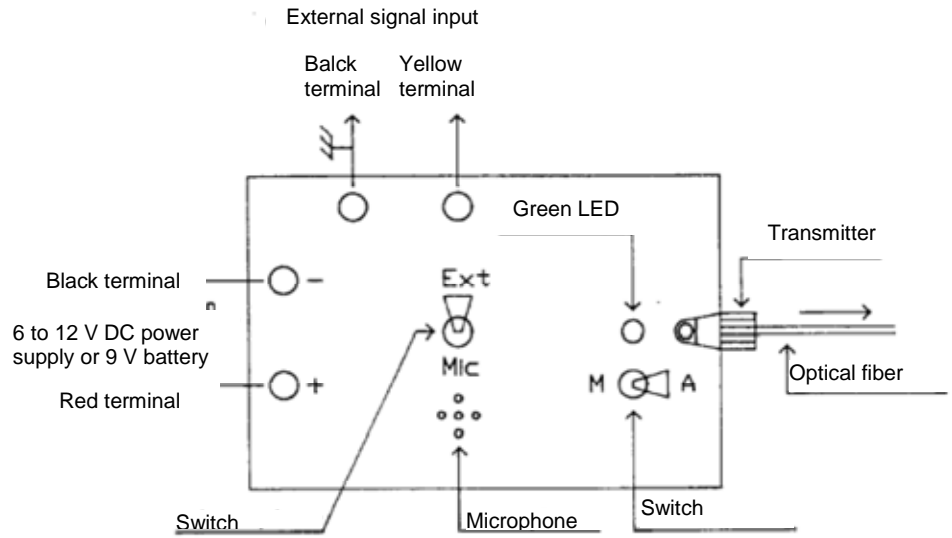 External signal input
Balck terminal
Yellow terminal
Green LED
Transmitter
Black terminal
-
n
Ext
6 to 12 V DC power
supply or 9 V battery
Mic
M
A
Optical fiber
Red terminal
+
Switch
Microphone
Switch